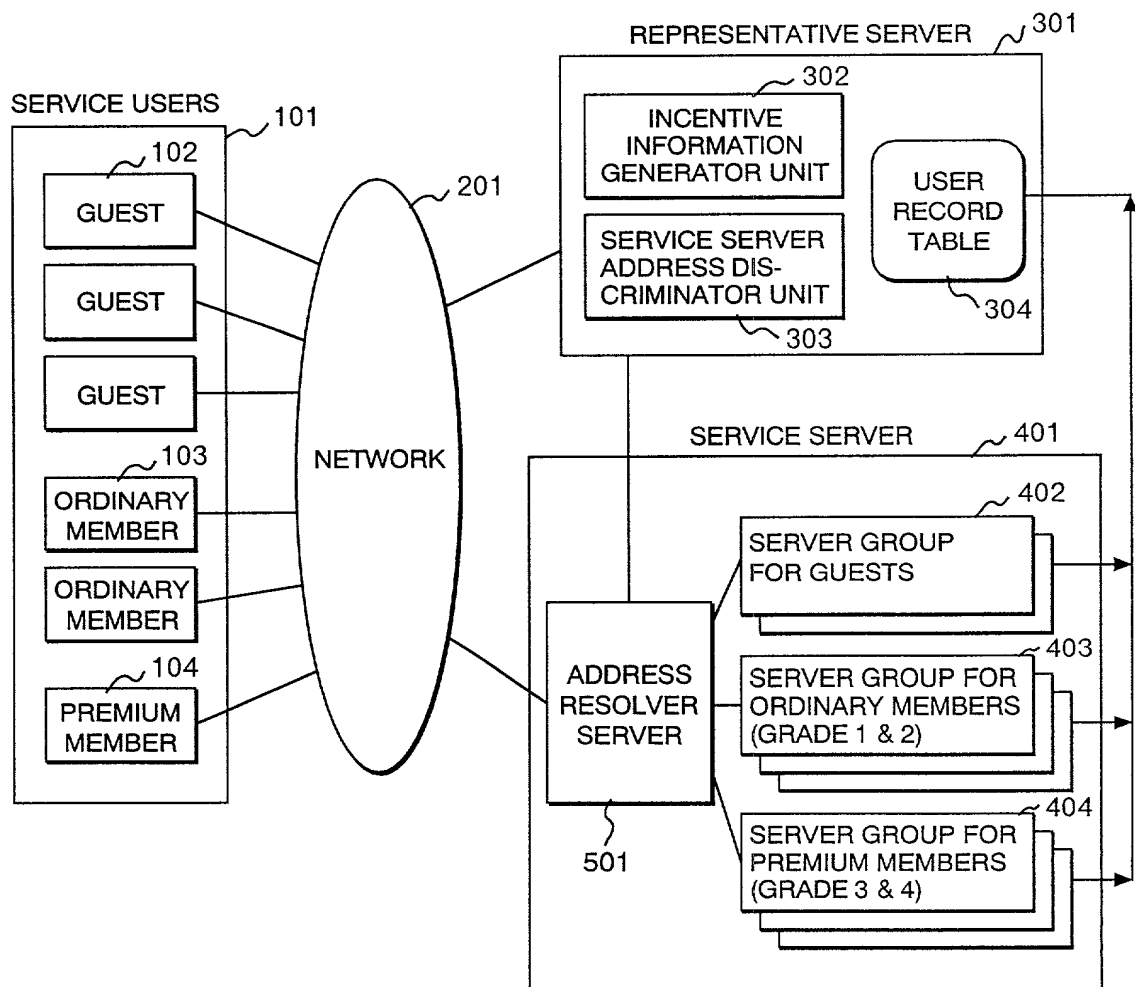 REPRESENTATIVE SERVER
301
302
INCENTIVE
INFORMATION
GENERATOR UNIT
USER
RECORD
TABLE
304
SERVICE SERVER
ADDRESS DIS-
CRIMINATOR UNIT
303
SERVICE USERS
101
102
GUEST
GUEST
GUEST
103
ORDINARY
MEMBER
ORDINARY
MEMBER
104
PREMIUM
MEMBER
201
NETWORK
SERVICE SERVER
401
402
SERVER GROUP
FOR GUESTS
403
SERVER GROUP FOR
ORDINARY MEMBERS
(GRADE 1 & 2)
404
SERVER GROUP FOR
PREMIUM MEMBERS
(GRADE 3 & 4)
ADDRESS
RESOLVER
SERVER
501